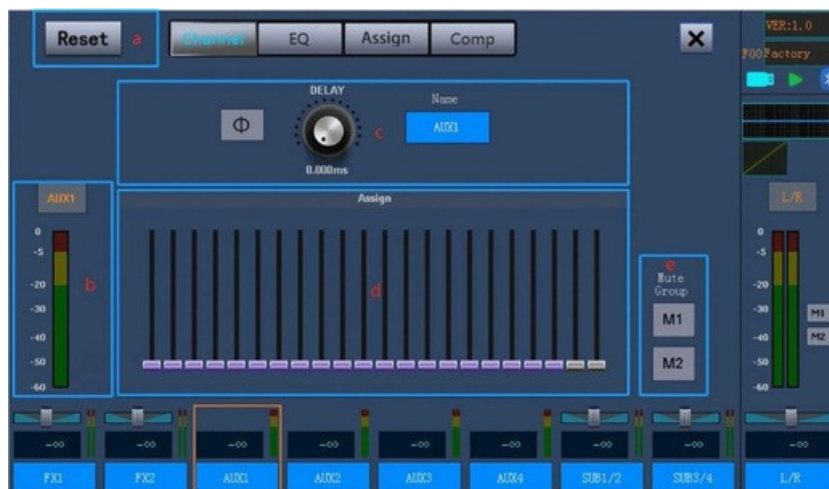 Reset a Channel EQ Assign Comp X VER:1.0
F00Factory
DELAY
Name
Φ c AUX1
0.000ms
AUX1 Assign L/R
e
Mute
Group
0 0
-5 -5
b d
-20 -20
-30 M1 -30 M1
-40 -40 M2
-50 M2 -50
-60 -60
-∞ -∞ -∞ -∞ -∞ -∞ -∞ -∞ -∞
FX1 FX2 AUX1 AUX2 AUX3 AUX4 SUB1/2 SUB3/4 L/R